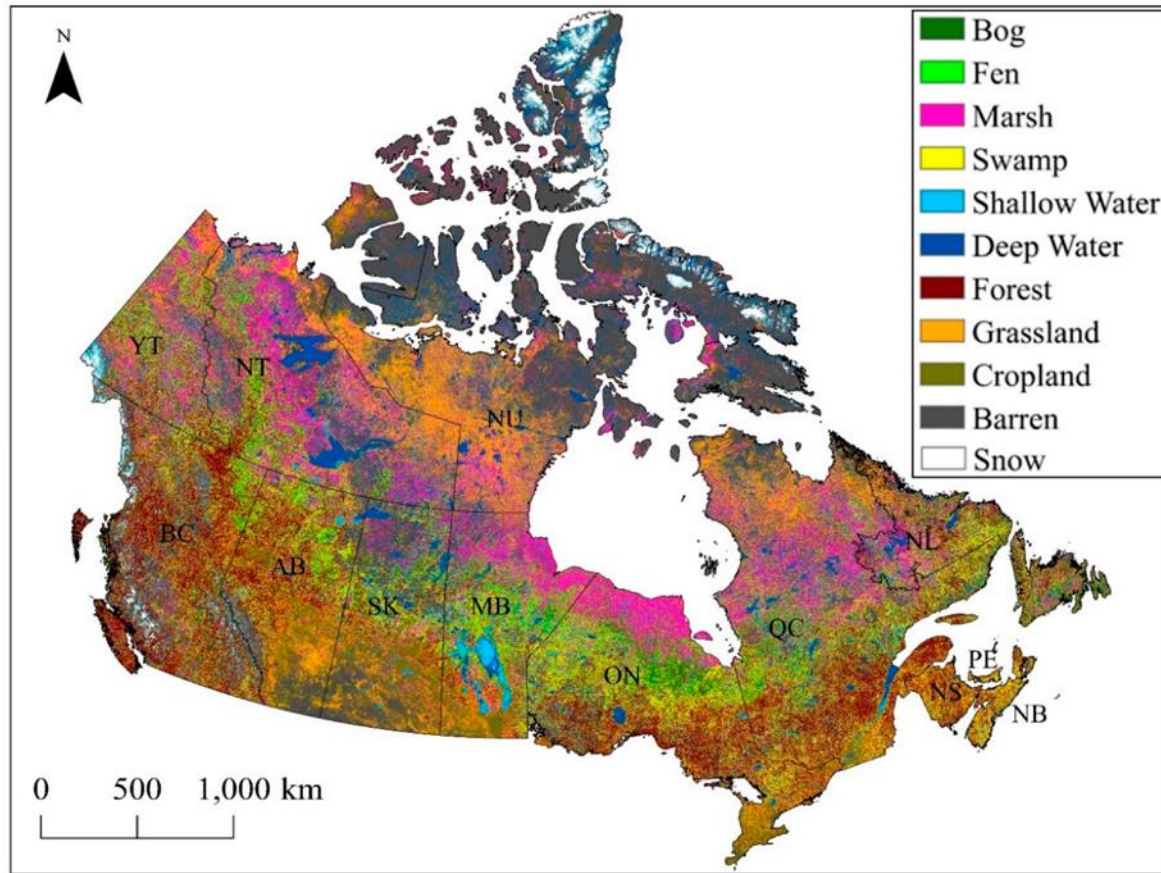 N
Bog
Fen
Marsh
Swamp
Shallow Water
Deep Water
Forest
Grassland
Cropland
Barren
Snow
YT
NT
NU
BC
AB
SK
MB
ON
QC
NL
PE
NS
NB
0 500 1,000 km